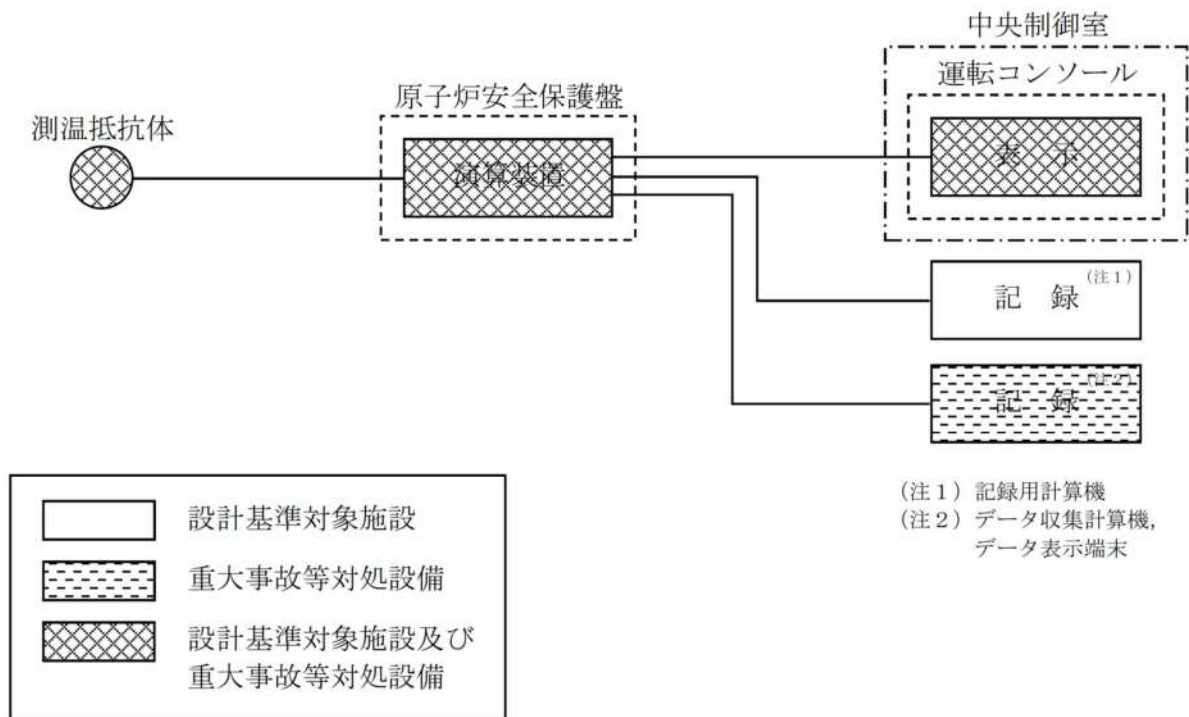 中央制御室
運転コンソール
原子炉安全保護盤
測温抵抗体
演算装置
表 示
記 録(注1)
記 録(注2)
(注1)記録用計算機
(注2)データ収集計算機,
データ表示端末
設計基準対象施設
重大事故等対処設備
設計基準対象施設及び
重大事故等対処設備